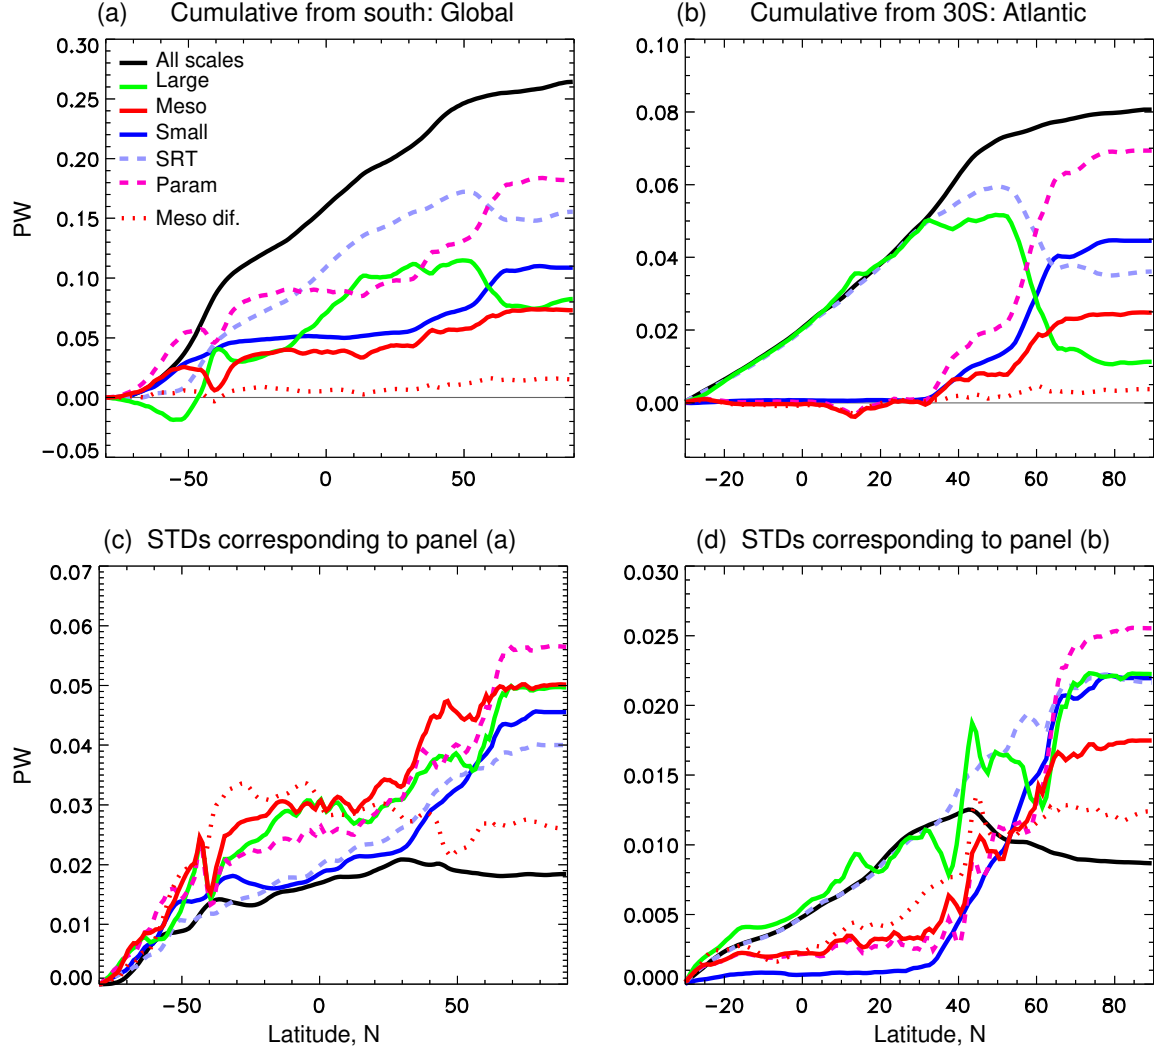 (a) Cumulative from south: Global
(b) Cumulative from 30S: Atlantic
0.30
0.25
0.20
0.15
0.10
0.05
0.00
−0.05
PW
All scales
Large
Meso
Small
SRT
Param
Meso dif.
−50 0 50
0.10
0.08
0.06
0.04
0.02
0.00
−20 0 20 40 60 80
(c) STDs corresponding to panel (a)
(d) STDs corresponding to panel (b)
0.07
0.06
0.05
0.04
0.03
0.02
0.01
0.00
PW
−50 0 50
Latitude, N
0.030
0.025
0.020
0.015
0.010
0.005
0.000
−20 0 20 40 60 80
Latitude, N